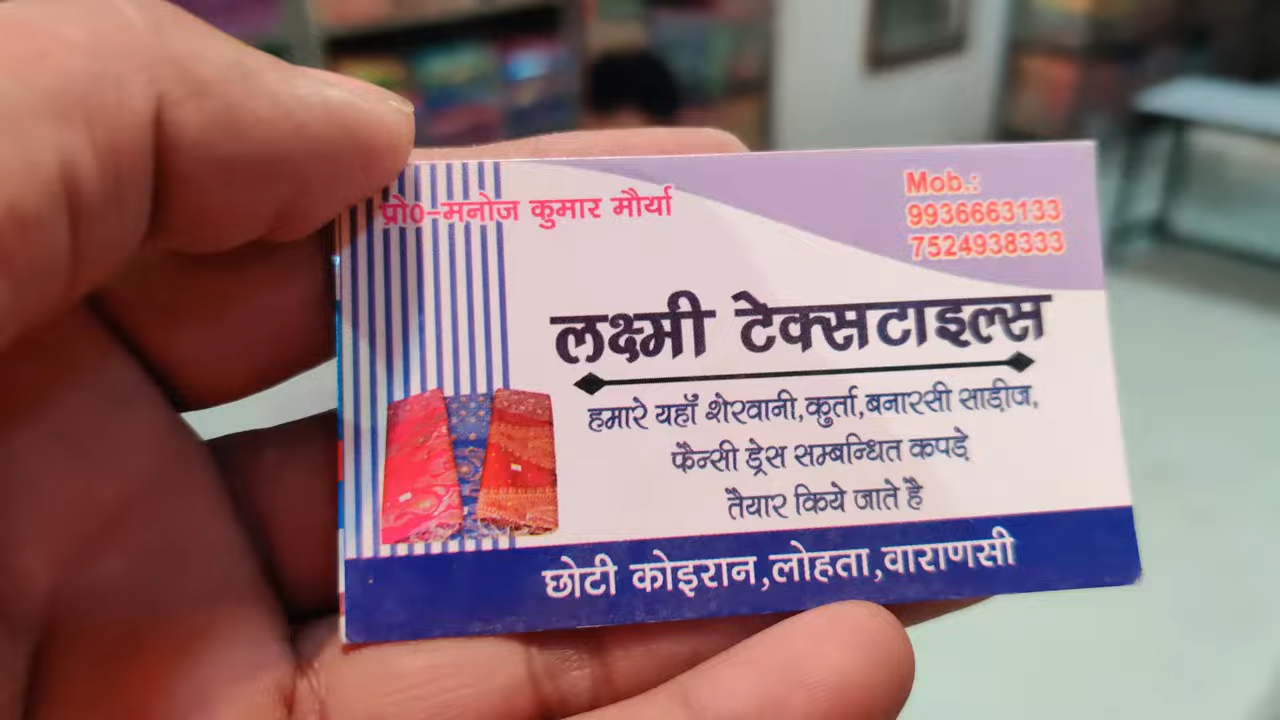 प्रो0-मनोज कुमार मौर्या
Mob.:
9936663133
7524938333
लक्ष्मी टेक्सटाइल्स
हमारे यहाँ शेरवानी,कुर्ता,बनारसी साड़ीज,
फैन्सी ड्रेस सम्बन्धित कपड़े
तैयार किये जाते है
छोटी कोइरान,लोहता,वाराणसी